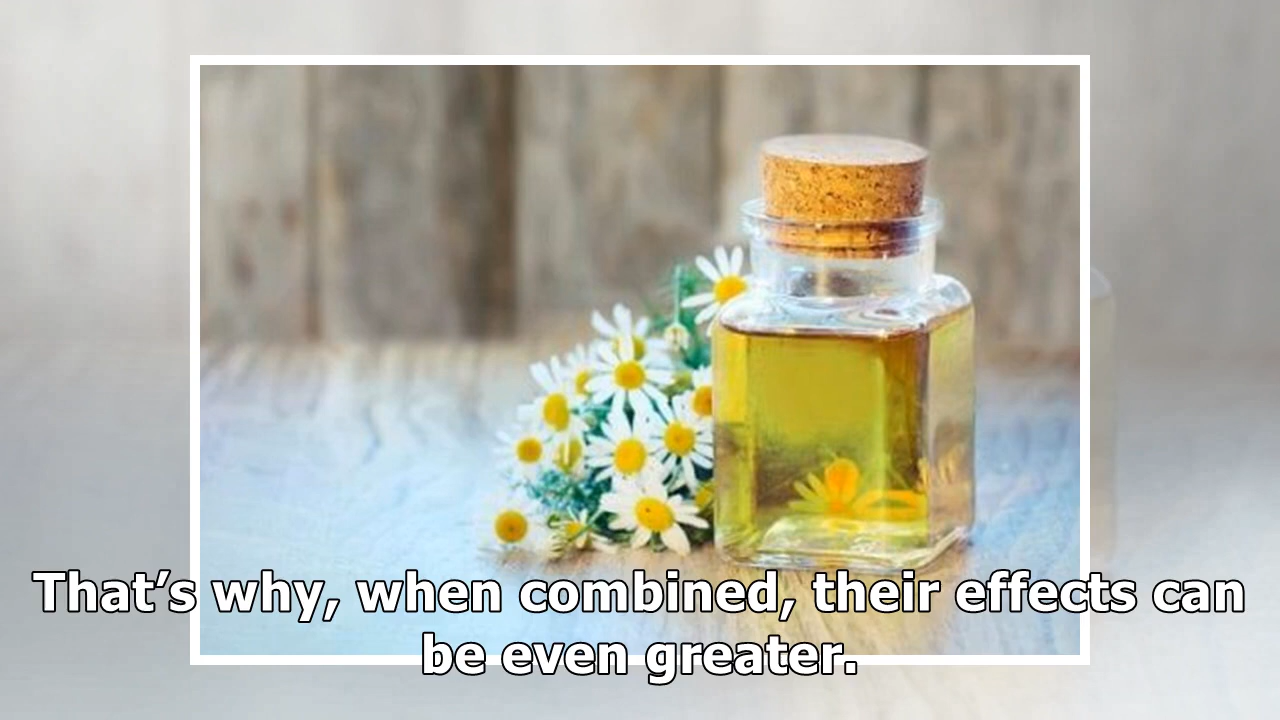 That’s why, when combined, their effects can
be even greater.